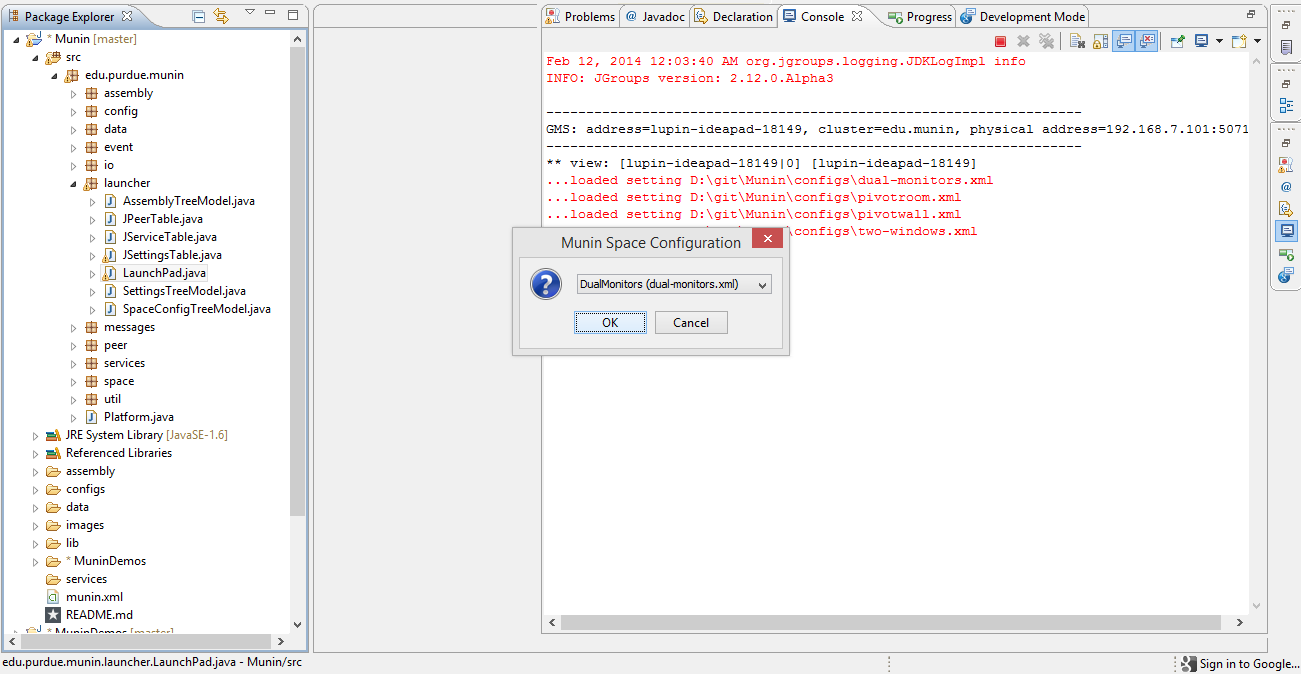 Package Explorer
* Munin [master]
src
edu.purdue.munin
assembly
config
data
event
io
launcher
AssemblyTreeModel.java
JPeerTable.java
JServiceTable.java
JSettingsTable.java
LaunchPad.java
SettingsTreeModel.java
SpaceConfigTreeModel.java
messages
peer
services
space
util
Platform.java
JRE System Library [JavaSE-1.6]
Referenced Libraries
assembly
configs
data
images
lib
* MuninDemos
services
munin.xml
README.md
* MuninDemos [master]
Problems @ Javadoc Declaration Console Progress Development Mode
Feb 12, 2014 12:03:40 AM org.jgroups.logging.JDKLogImpl info
INFO: JGroups version: 2.12.0.Alpha3
-------------------------------------------------------------------
GMS: address=lupin-ideapad-18149, cluster=edu.munin, physical address=192.168.7.101:5071
-------------------------------------------------------------------
** view: [lupin-ideapad-18149|0] [lupin-ideapad-18149]
...loaded setting D:\git\Munin\configs\dual-monitors.xml
...loaded setting D:\git\Munin\configs\pivotroom.xml
...loaded setting D:\git\Munin\configs\pivotwall.xml
configs\two-windows.xml
Munin Space Configuration
DualMonitors (dual-monitors.xml)
OK Cancel
edu.purdue.munin.launcher.LaunchPad.java - Munin/src
Sign in to Google...